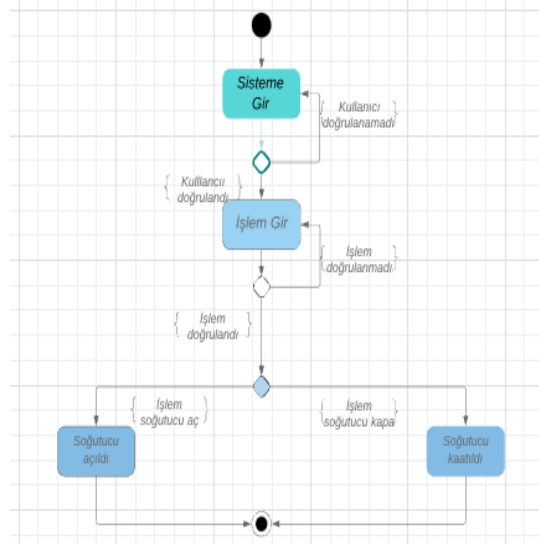 Sisteme
Gir
Kullanıcı
doğrulanamadı
Kulllancıı
doğrulandı
İşlem Gir
İşlem
doğrulanmadı
İşlem
doğrulandı
İşlem
soğutucu aç
İşlem
soğutucu kapa
Soğutucu
açıldı
Soğutucu
kaatıldı